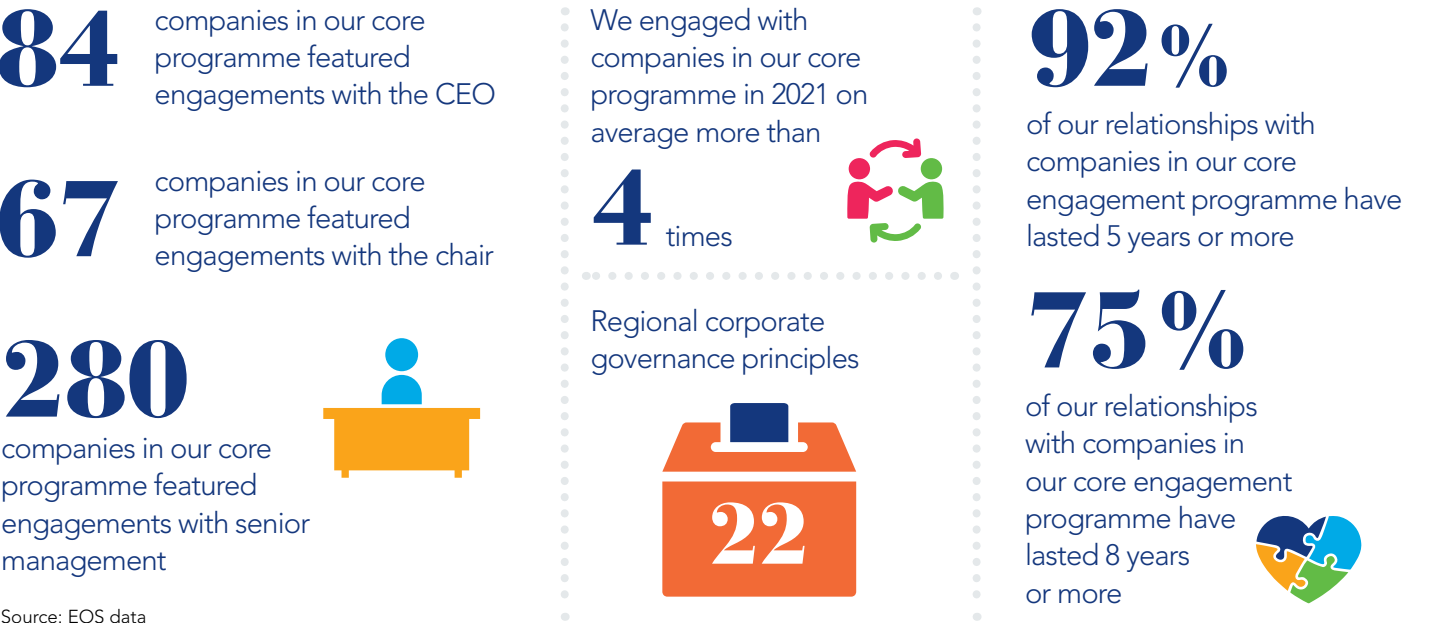 84
companies in our core
programme featured
engagements with the CEO
67
companies in our core
programme featured
engagements with the chair
280
companies in our core
programme featured
engagements with senior
management
Source: EOS data
We engaged with
companies in our core
programme in 2021 on
average more than
4 times
Regional corporate
governance principles
22
92%
of our relationships with
companies in our core
engagement programme have
lasted 5 years or more
75%
of our relationships
with companies in
our core engagement
programme have
lasted 8 years
or more